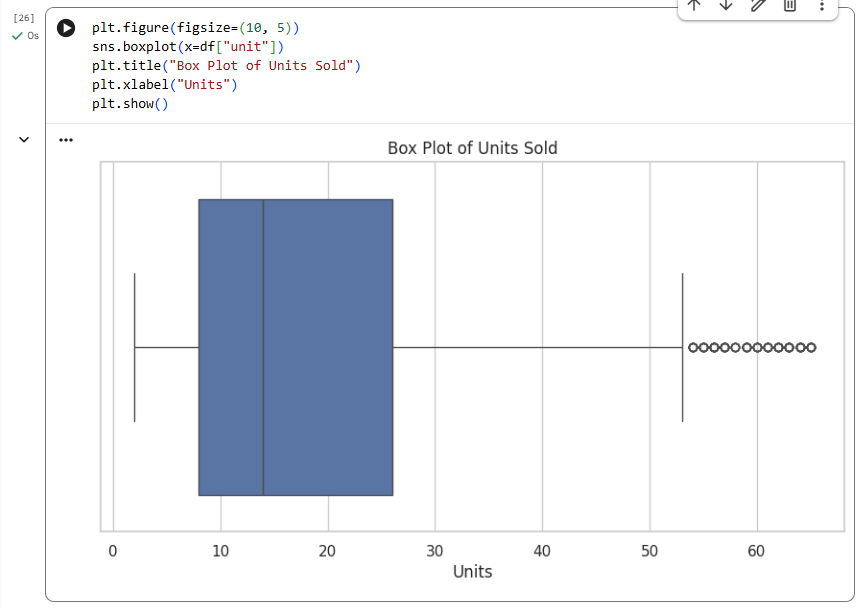 [26]
0s
plt.figure(figsize=(10, 5))
sns.boxplot(x=df["unit"])
plt.title("Box Plot of Units Sold")
plt.xlabel("Units")
plt.show()
Box Plot of Units Sold
0 10 20 30 40 50 60
Units